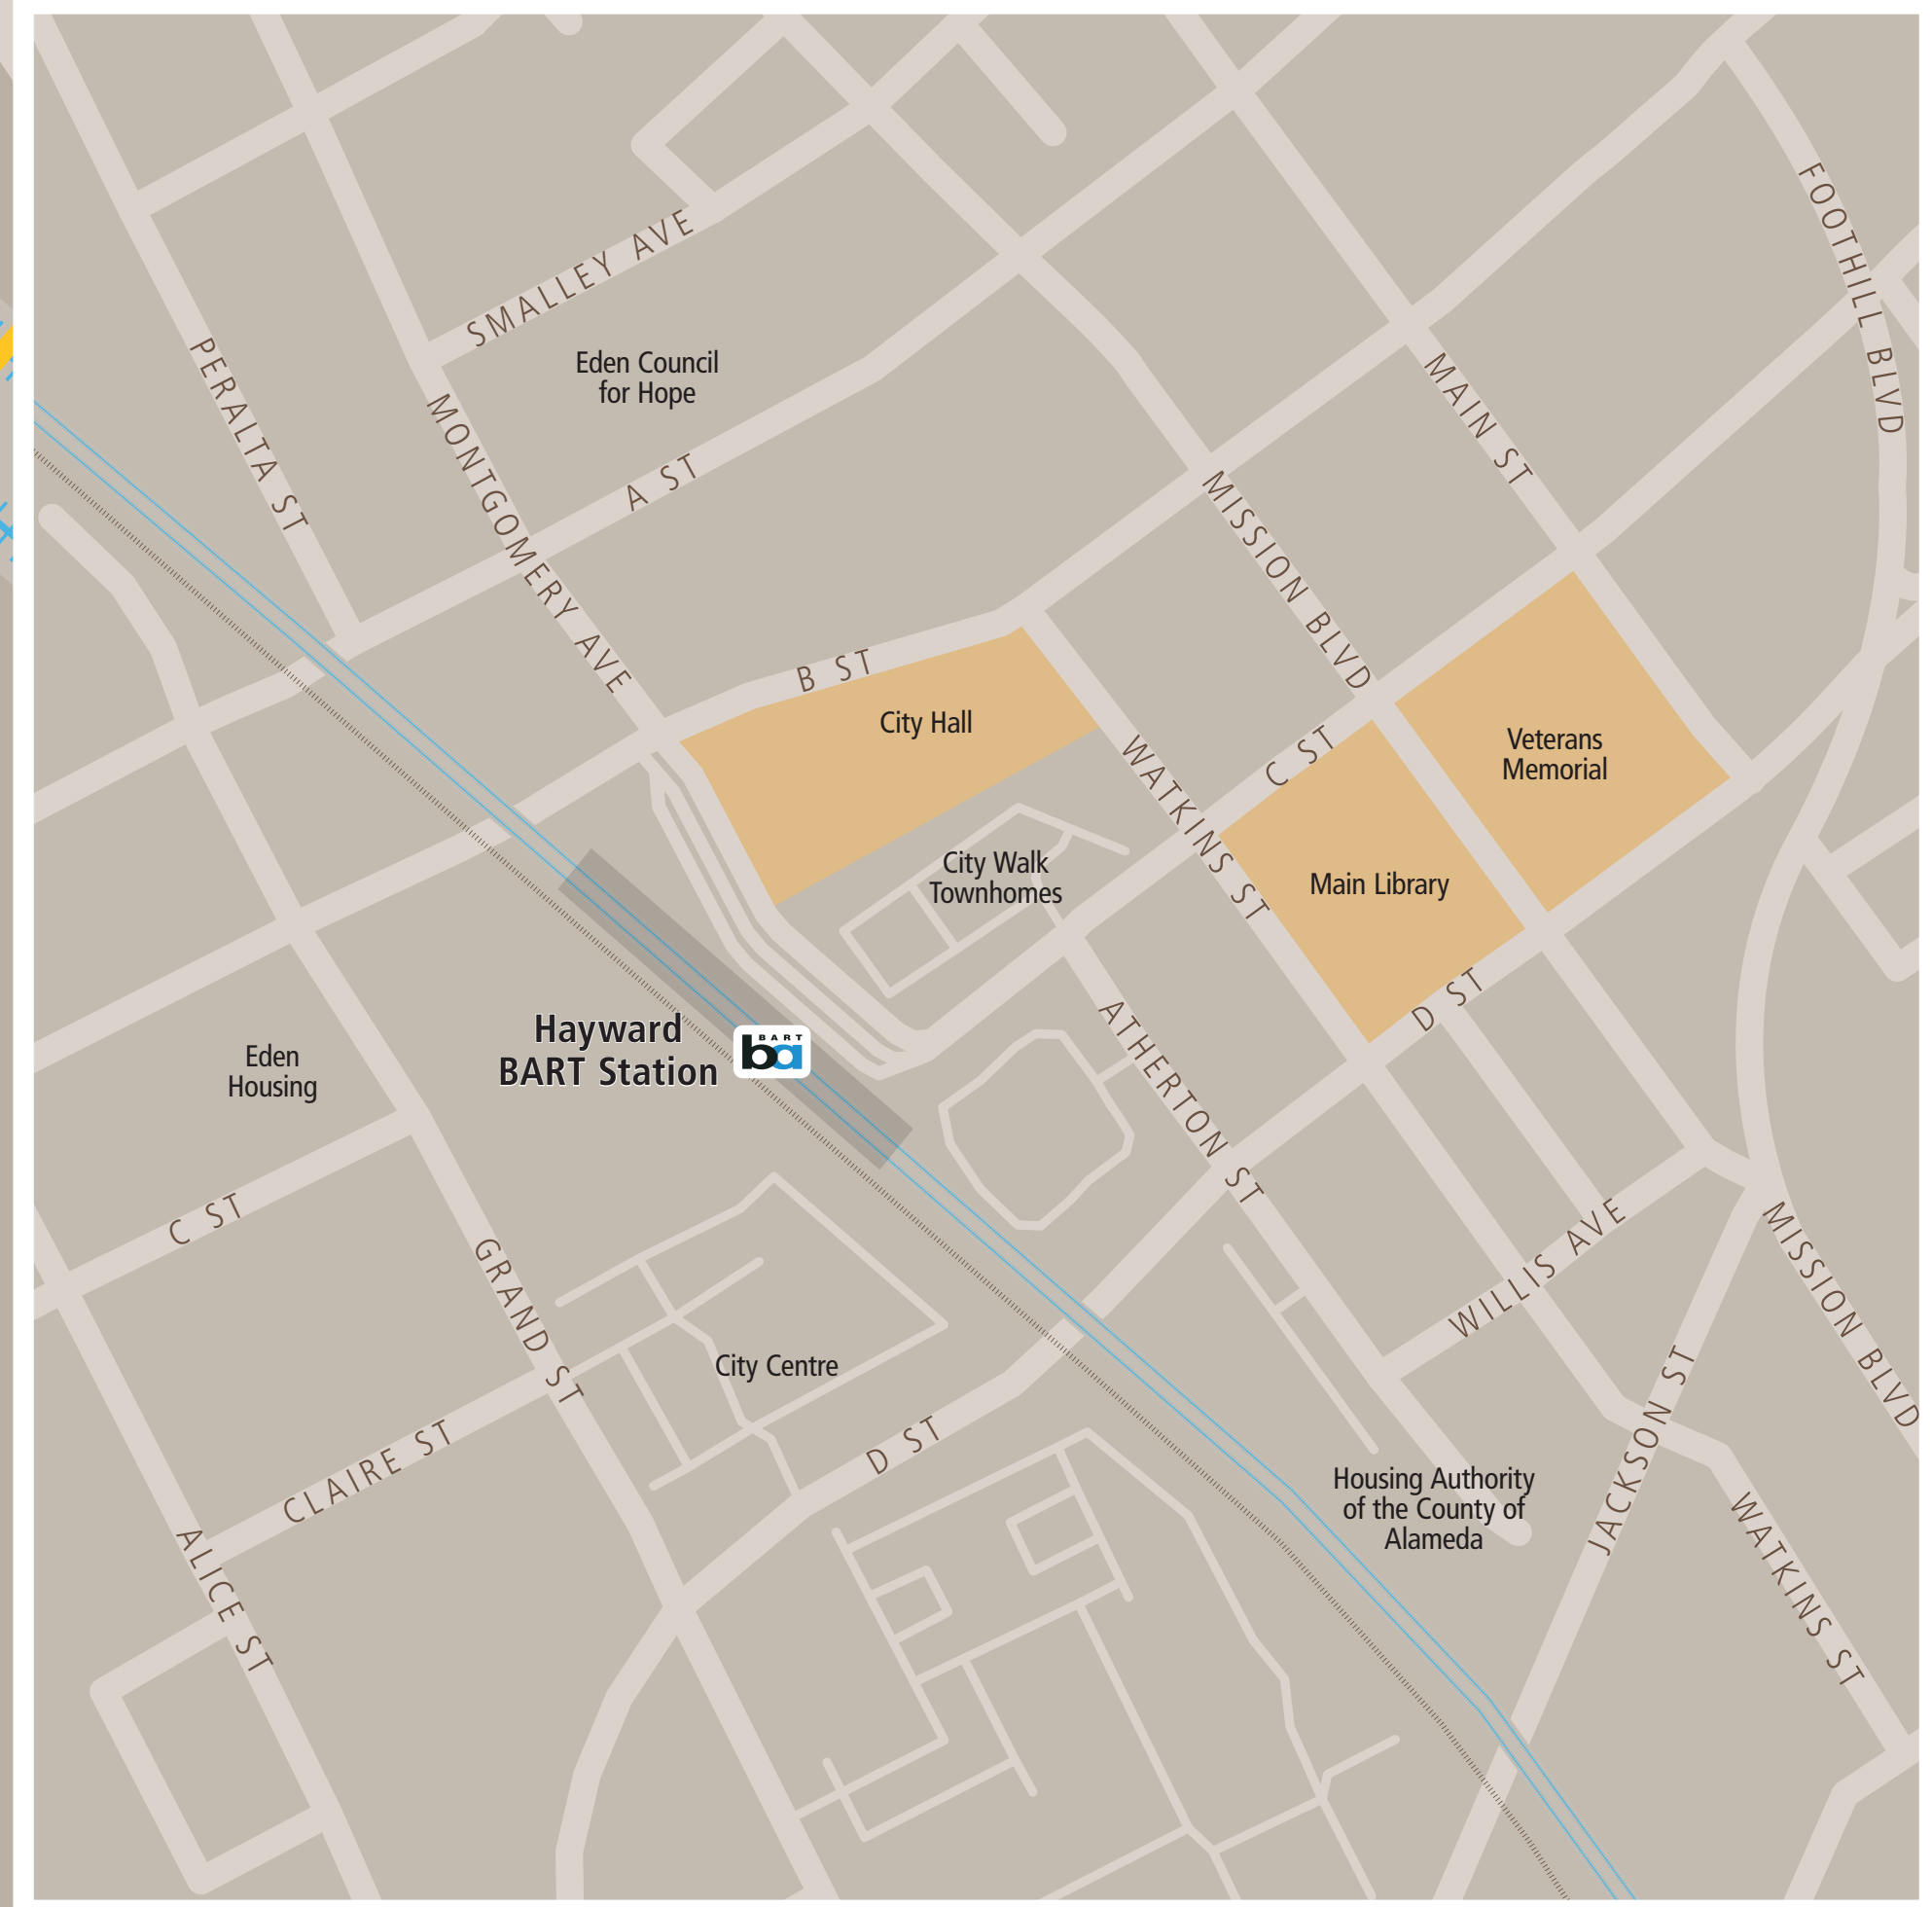 FOOTHILL BLVD
SMALLEY AVE
PERALTA ST
Eden Council
for Hope
MAIN ST
MONTGOMERY AVE
A ST
MISSION BLVD
B ST
City Hall
C ST
WATKINS ST
Veterans
Memorial
City Walk
Townhomes
Main Library
D ST
Hayward
BART Station
BART
ba
Eden
Housing
ATHERTON ST
C ST
GRAND ST
WILLIS AVE
MISSION BLVD
City Centre
JACKSON ST
CLAIRE ST
D ST
Housing Authority
of the County of
Alameda
WATKINS ST
ALICE ST